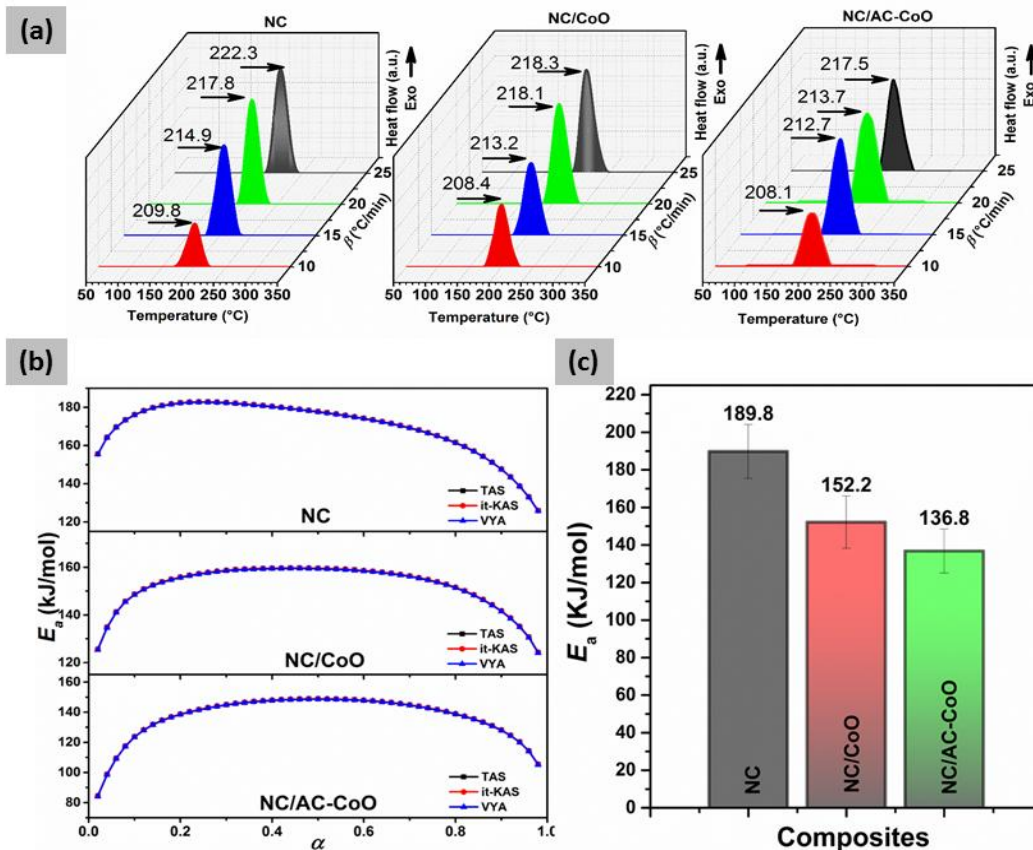 (a)
NC
222.3
217.8
214.9
209.8
Heat flow (a.u.)
Exo
25
20
15
10
β (°C/min)
50 100 150 200 250 300 350
Temperature (°C)
NC/CoO
218.3
218.1
213.2
208.4
Heat flow (a.u.)
Exo
25
20
15
10
β (°C/min)
50 100 150 200 250 300 350
Temperature (°C)
NC/AC-CoO
217.5
213.7
212.7
208.1
Heat flow (a.u.)
Exo
25
20
15
10
β (°C/min)
50 100 150 200 250 300 350
Temperature (°C)
(b)
Ea (kJ/mol)
180
160
140
120
TAS
it-KAS
VYA
NC
160
140
120
TAS
it-KAS
VYA
NC/CoO
160
140
120
100
80
TAS
it-KAS
VYA
NC/AC-CoO
0.0 0.2 0.4 0.6 0.8 1.0
α
(c)
Ea (KJ/mol)
220
200
180
160
140
120
100
80
60
40
20
0
189.8
152.2
136.8
NC
NC/CoO
NC/AC-CoO
Composites